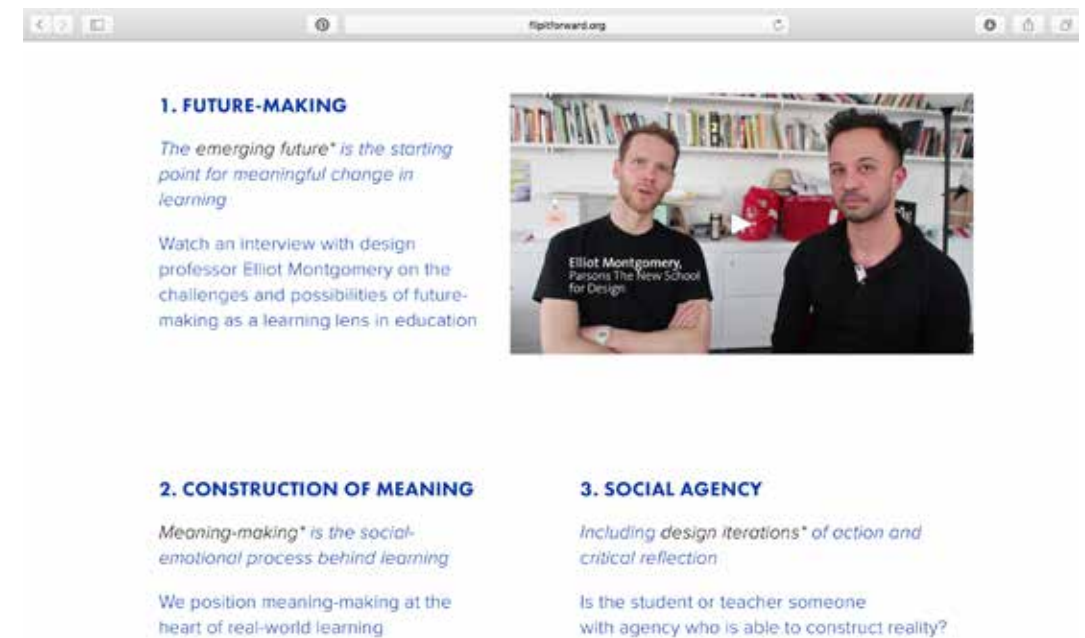 flipitforward.org
1. FUTURE-MAKING
The emerging future* is the starting
point for meaningful change in
learning
Watch an interview with design
professor Elliot Montgomery on the
challenges and possibilities of future-
making as a learning lens in education
Elliot Montgomery,
Parsons The New School
for Design
2. CONSTRUCTION OF MEANING
Meaning-making* is the social-
emotional process behind learning
We position meaning-making at the
heart of real-world learning
3. SOCIAL AGENCY
Including design iterations* of action and
critical reflection
Is the student or teacher someone
with agency who is able to construct reality?